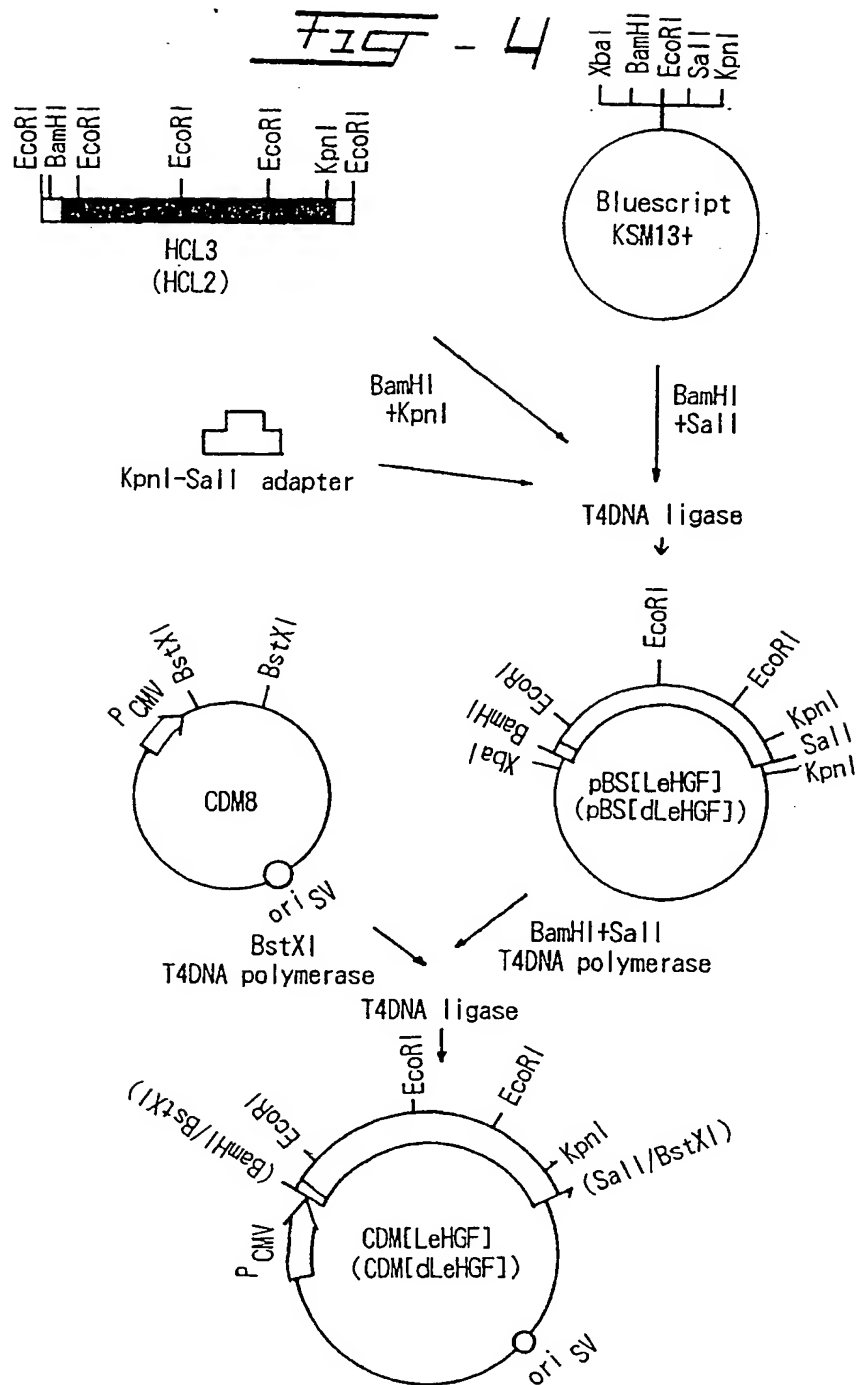 Fig - 4
EcoRI
BamHI
EcoRI
EcoRI
EcoRI
KpnI
EcoRI
HCL3
(HCL2)
XbaI
BamHI
EcoRI
SalI
KpnI
Bluescript
KSM13+
BamHI
+KpnI
BamHI
+SalI
KpnI-SalI adapter
T4DNA ligase
PCMV
BstXI
BstXI
CDM8
ori SV
XbaI
BamHI
EcoRI
EcoRI
EcoRI
KpnI
SalI
KpnI
pBS[LeHGF]
(pBS[dLeHGF])
BstXI
T4DNA polymerase
BamHI+SalI
T4DNA polymerase
T4DNA ligase
(BamHI/BstXI)
EcoRI
EcoRI
EcoRI
KpnI
(SalI/BstXI)
PCMV
CDM[LeHGF]
(CDM[dLeHGF])
ori SV